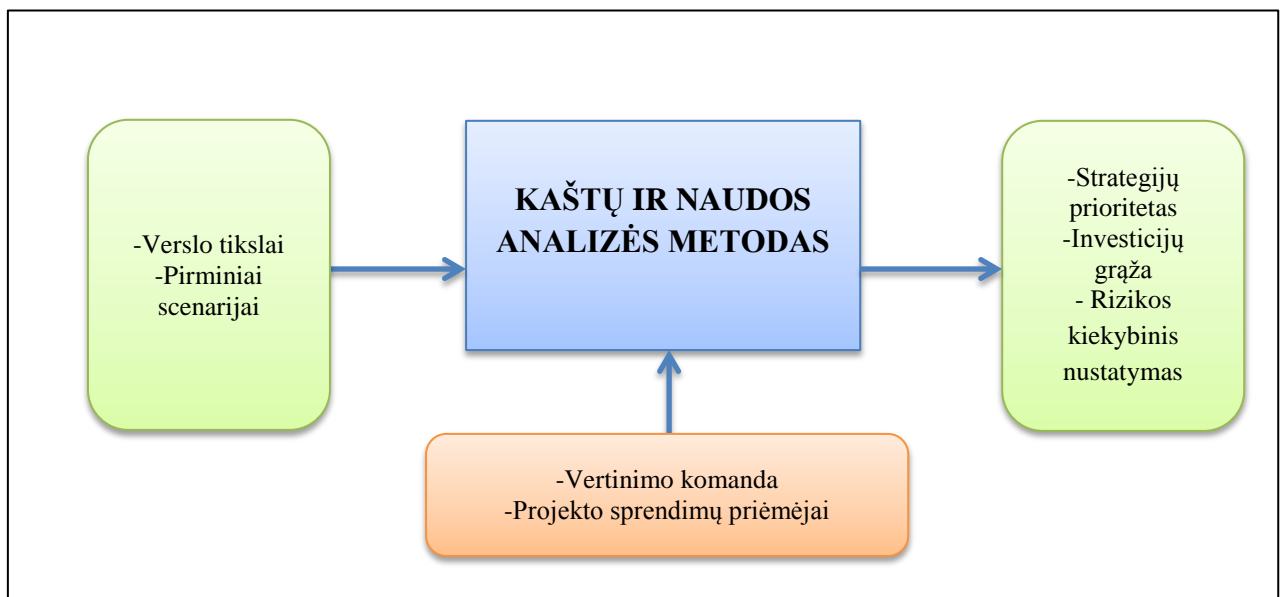 -Verslo tikslai
-Pirminiai
scenarijai
KAŠTŲ IR NAUDOS
ANALIZĖS METODAS
-Strategijų
prioritetas
-Investicijų
grąža
- Rizikos
kiekybinis
nustatymas
-Vertinimo komanda
-Projekto sprendimų priėmėjai